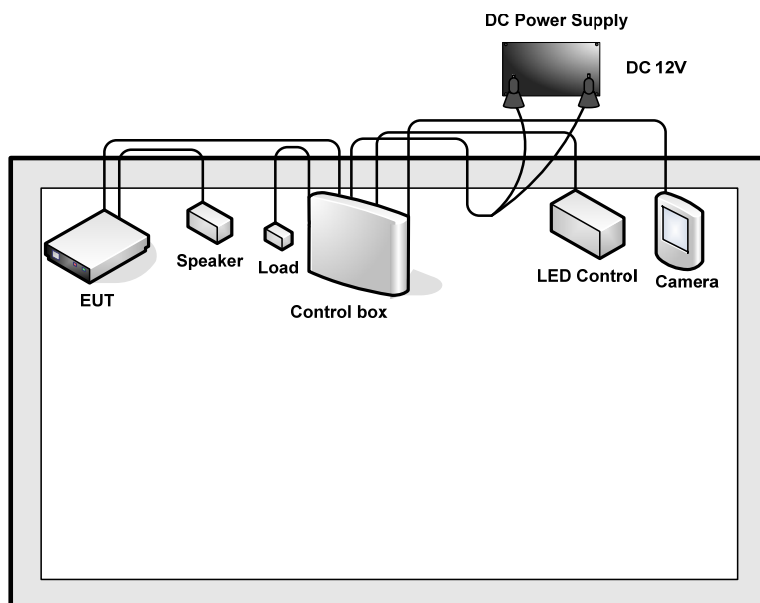 DC Power Supply
DC 12V
EUT
Speaker
Load
Control box
LED Control
Camera